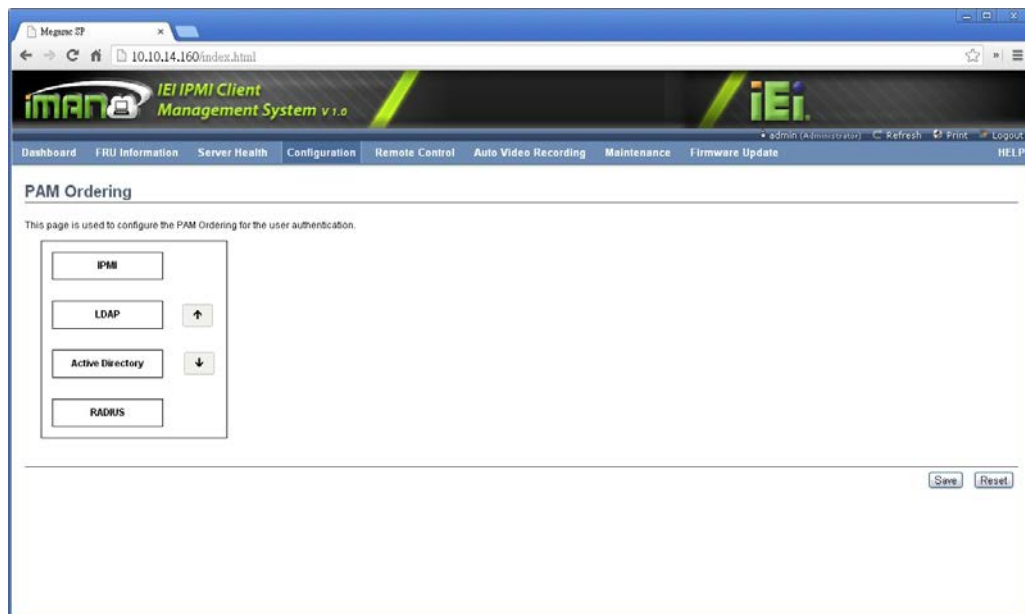 Megarac SP
10.10.14.160/index.html
iMAN
IEI IPMI Client
Management System v 1.0
iEi.
admin (Administrator) Refresh Print Logout
Dashboard FRU Information Server Health Configuration Remote Control Auto Video Recording Maintenance Firmware Update HELP
PAM Ordering
This page is used to configure the PAM Ordering for the user authentication.
IPMI
LDAP
Active Directory
RADIUS
Save Reset